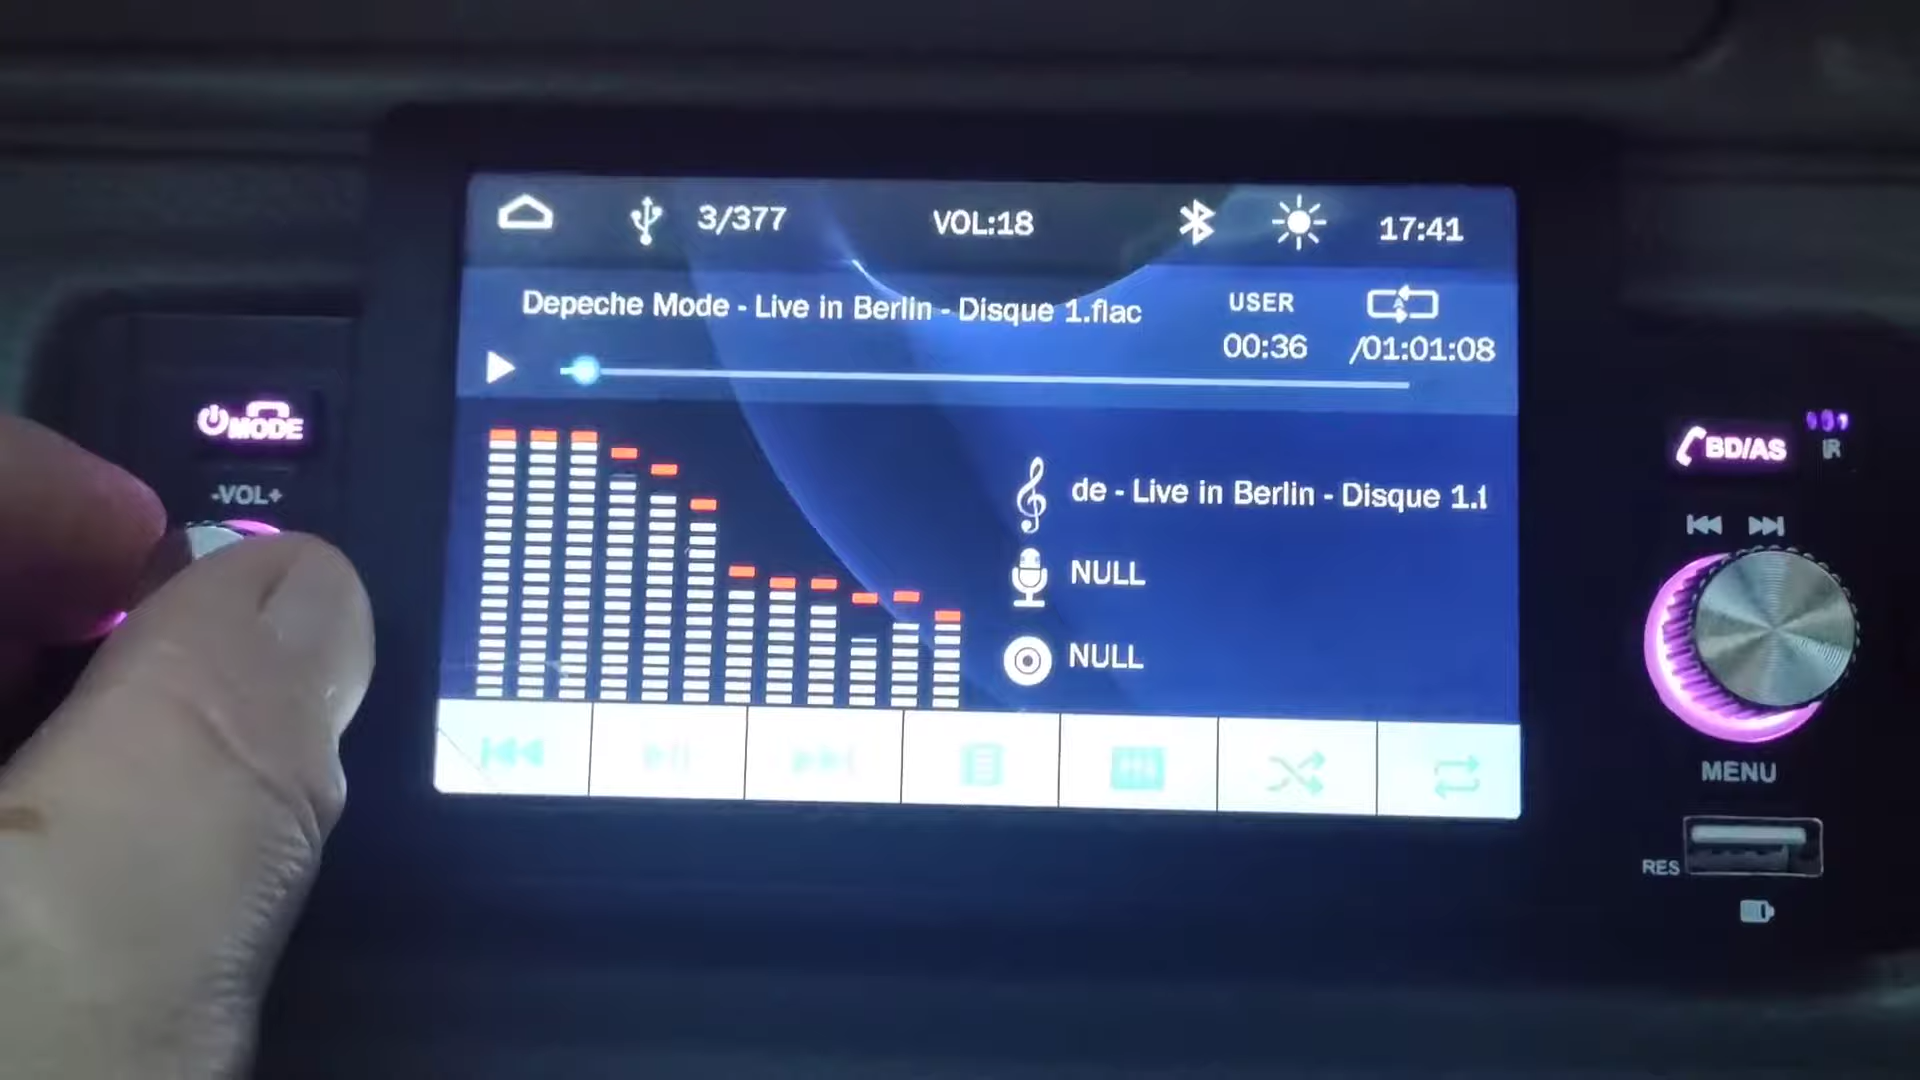 3/377
VOL:18
17:41
Depeche Mode - Live in Berlin - Disque 1.flac
USER
00:36 /01:01:08
MODE
-VOL+
de - Live in Berlin - Disque 1.f
NULL
NULL
BD/AS
IR
MENU
RES